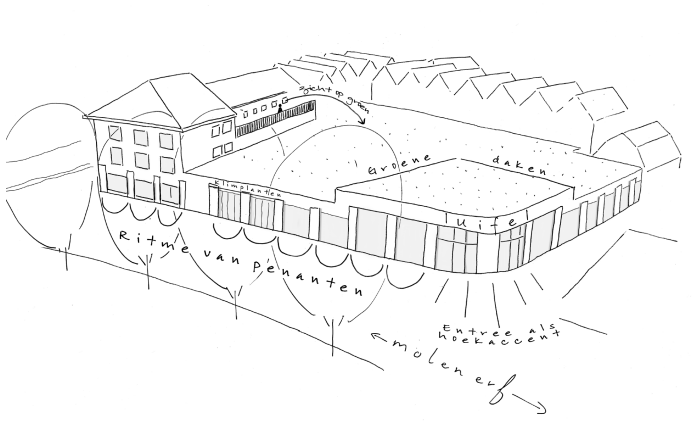 zicht op groen
Groene daken
Klimplanten
luifel
Ritme van penanten
Entree als
hoekaccent
molenerf